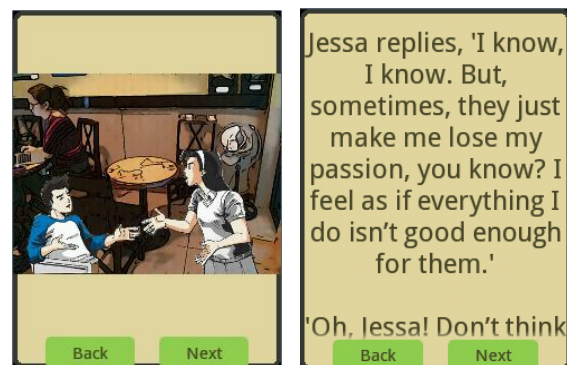 Back Next
Jessa replies, 'I know,
I know. But,
sometimes, they just
make me lose my
passion, you know? I
feel as if everything I
do isn’t good enough
for them.'
'Oh, Jessa! Don’t think
Back Next